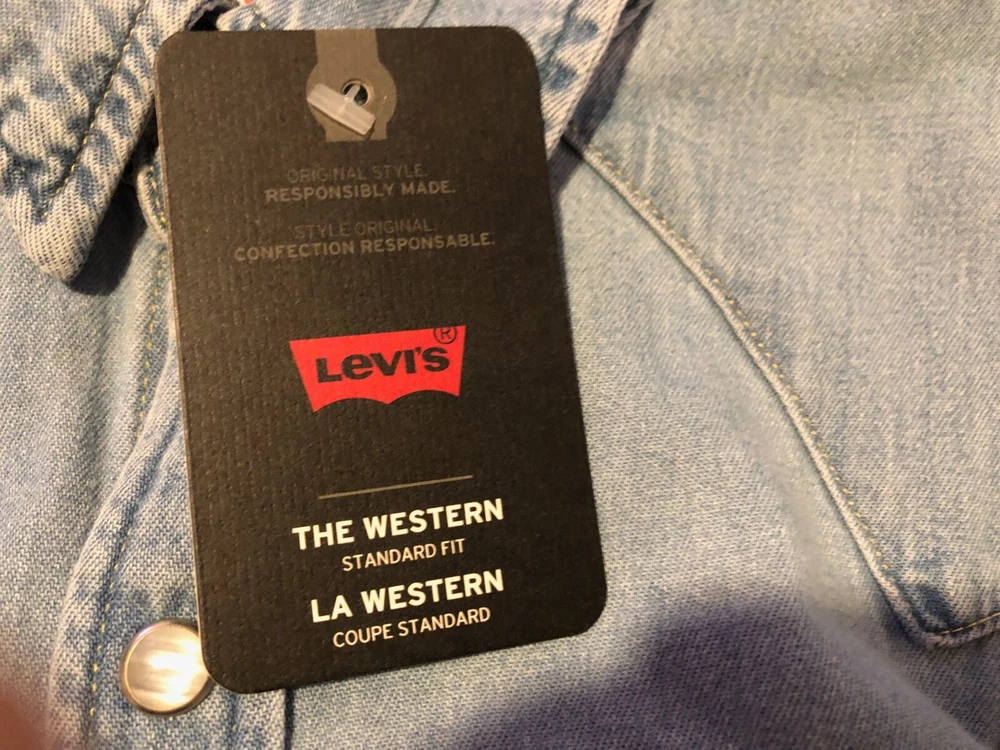 ORIGINAL STYLE.
RESPONSIBLY MADE.
STYLE ORIGINAL.
CONFECTION RESPONSABLE.
LEVI'S®
THE WESTERN
STANDARD FIT
LA WESTERN
COUPE STANDARD